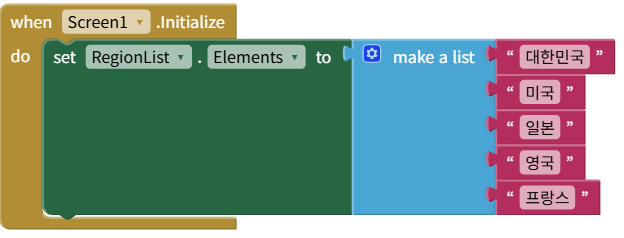 when Screen1 .Initialize
do set RegionList . Elements to make a list “ 대한민국 ”
“ 미국 ”
“ 일본 ”
“ 영국 ”
“ 프랑스 ”